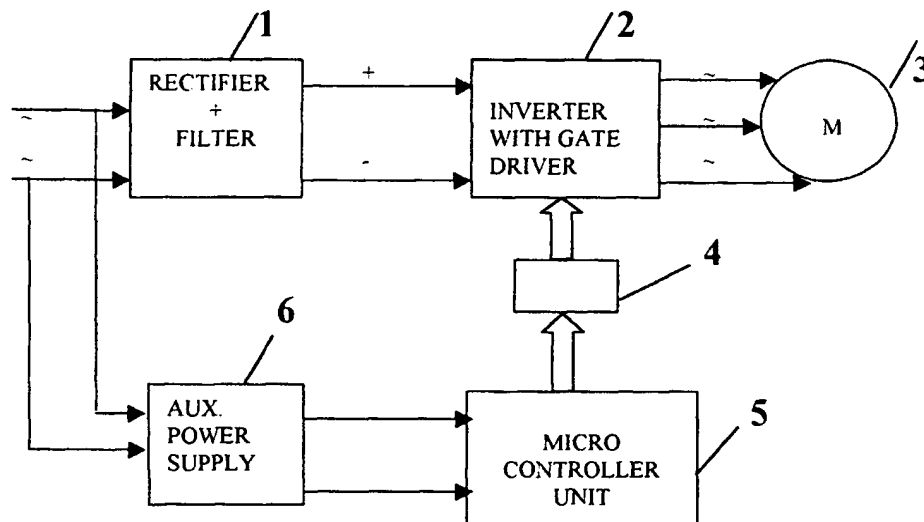 1
2
3
RECTIFIER
+
FILTER
+
-
INVERTER
WITH GATE
DRIVER
~
~
~
~
~
M
4
6
5
AUX.
POWER
SUPPLY
MICRO
CONTROLLER
UNIT